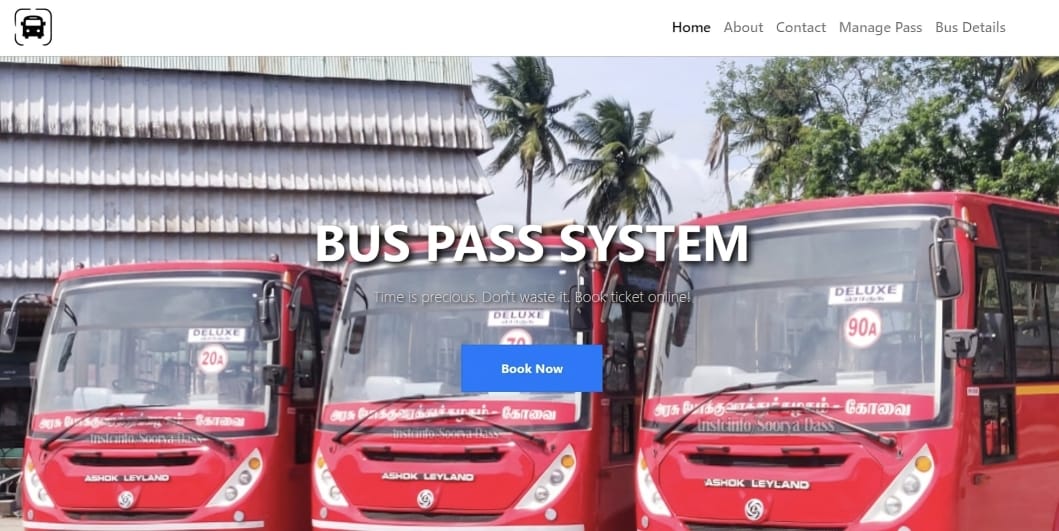 Home About Contact Manage Pass Bus Details
BUS PASS SYSTEM
Time is precious. Don't waste it. Book ticket online!
Book Now
DELUXE
20A
DELUXE
DELUXE
90A
அரசு போக்குவரத்துக்கழகம் - கோவை
அரசு போக்குவரத்துக்கழகம் - கோவை
அரசு போக்குவரத்துக்கழகம் - கோவை
Instcinfo/Soorya Dass
Instcinfo/Soorya Dass
Instcinfo/Soorya Dass
ASHOK LEYLAND
ASHOK LEYLAND
ASHOK LEYLAND